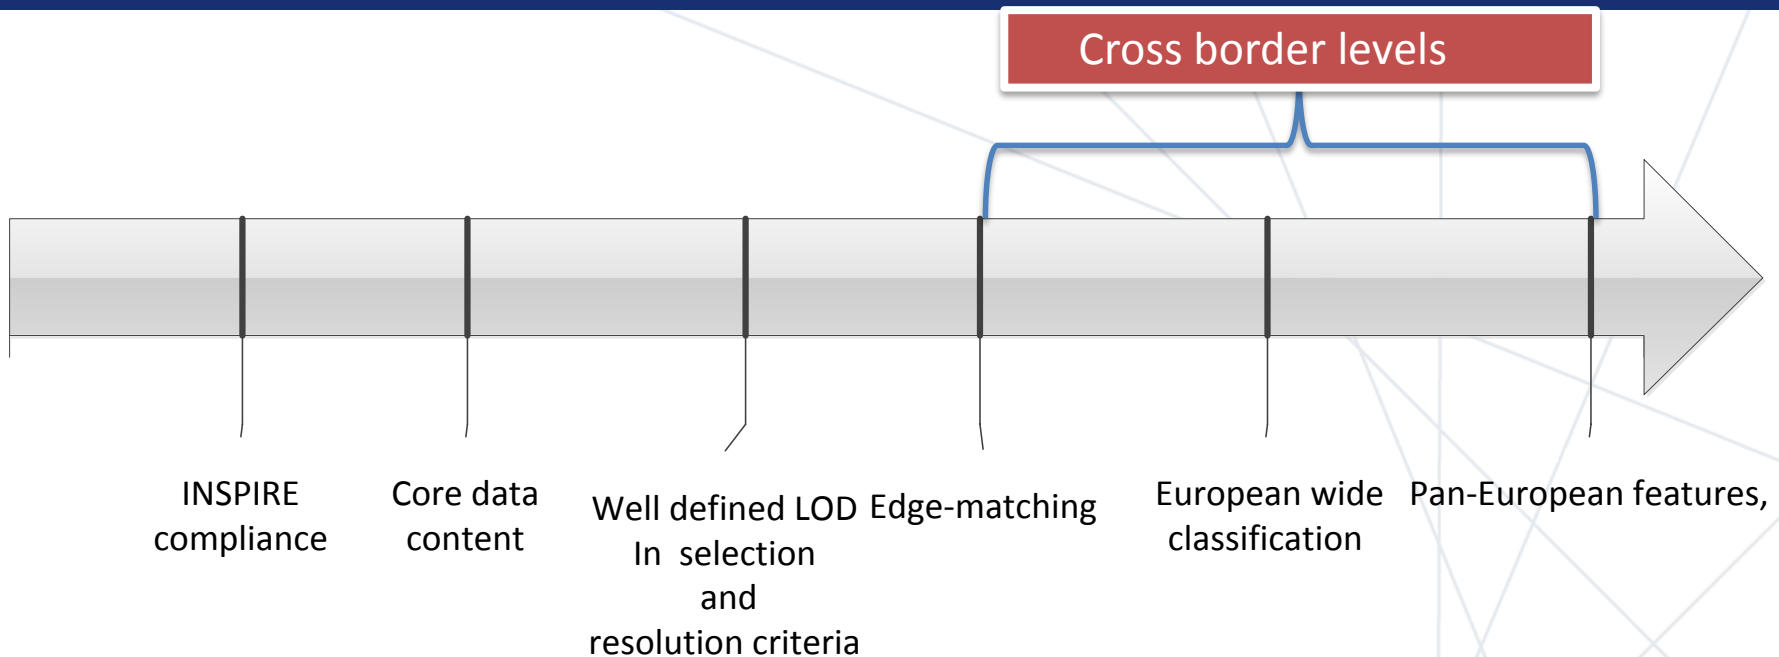 Cross border levels
INSPIRE
compliance
Core data
content
Well defined LOD
In selection
and
resolution criteria
Edge-matching
European wide
classification
Pan-European features,